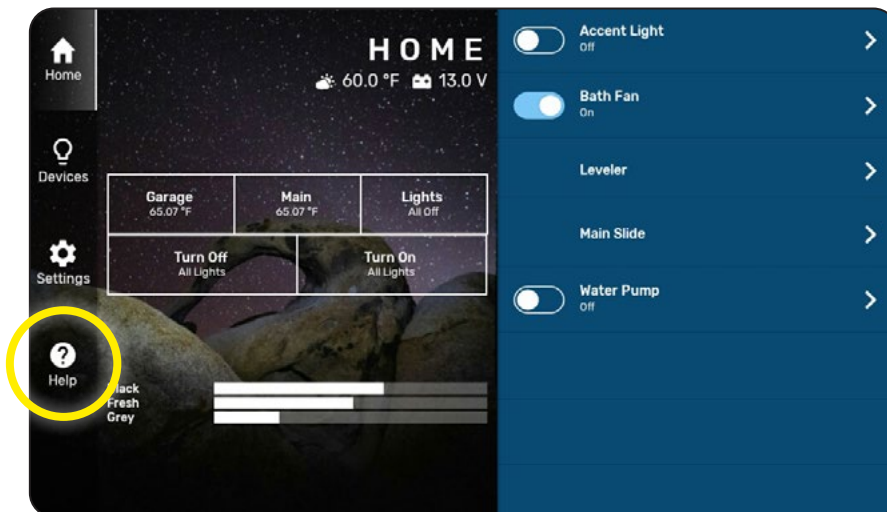 Home
Devices
Settings
?
Help
HOME
60.0 °F 13.0 V
Garage
65.07 °F
Main
65.07 °F
Lights
All Off
Turn Off
All Lights
Turn On
All Lights
Black
Fresh
Grey
Accent Light
Off
Bath Fan
On
Leveler
Main Slide
Water Pump
Off